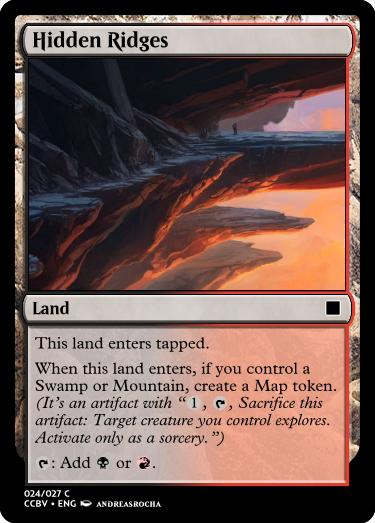 Hidden Ridges
Land
This land enters tapped.
When this land enters, if you control a
Swamp or Mountain, create a Map token.
(It's an artifact with “1, T, Sacrifice this
artifact: Target creature you control explores.
Activate only as a sorcery.”)
: Add or .
024/027 C
CCBV • ENG ANDREASROCHA